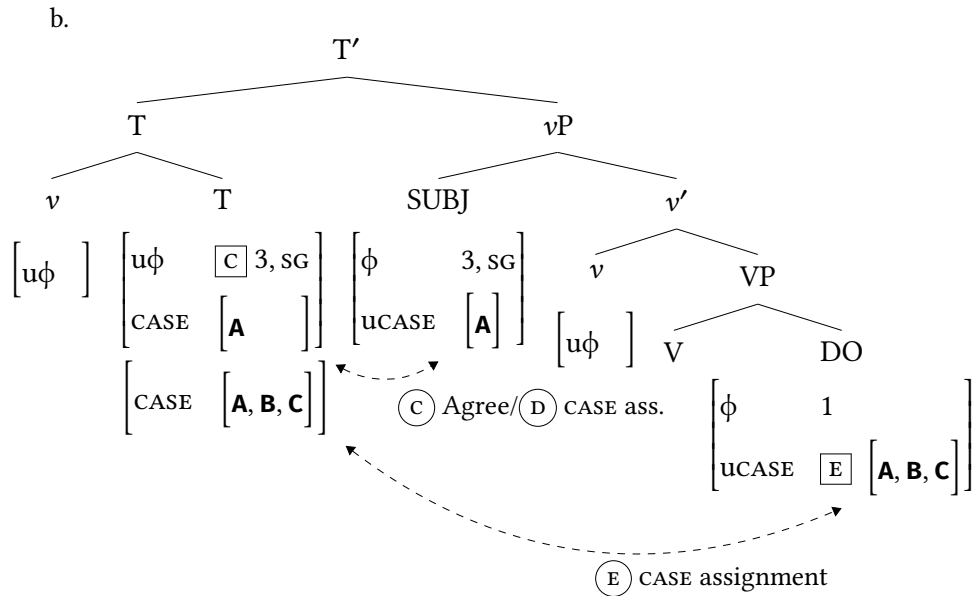 b.
T′
T vP
v T SUBJ v′
[uϕ ] [uϕ C 3, SG] [ϕ 3, SG] v VP
[CASE [A ]] [uCASE [A]] [uϕ ] V DO
[CASE [A, B, C]] C Agree/ D CASE ass. [ϕ 1]
[uCASE E [A, B, C]]
E CASE assignment